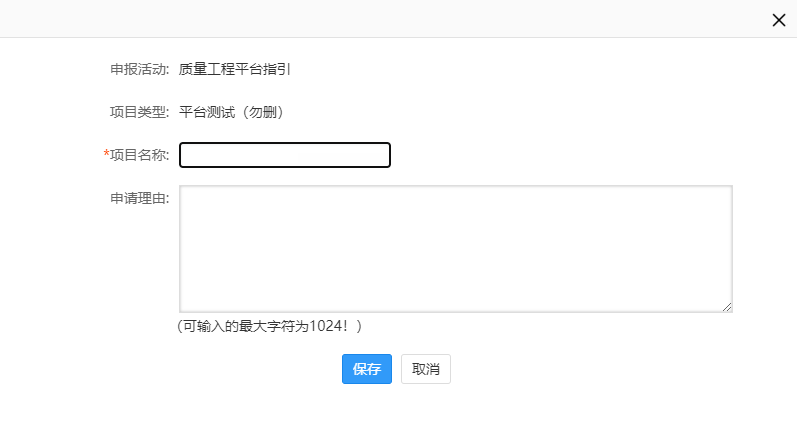 申报活动: 质量工程平台指引
项目类型: 平台测试（勿删）
*项目名称:
申请理由:
（可输入的最大字符为1024！）
保存 取消